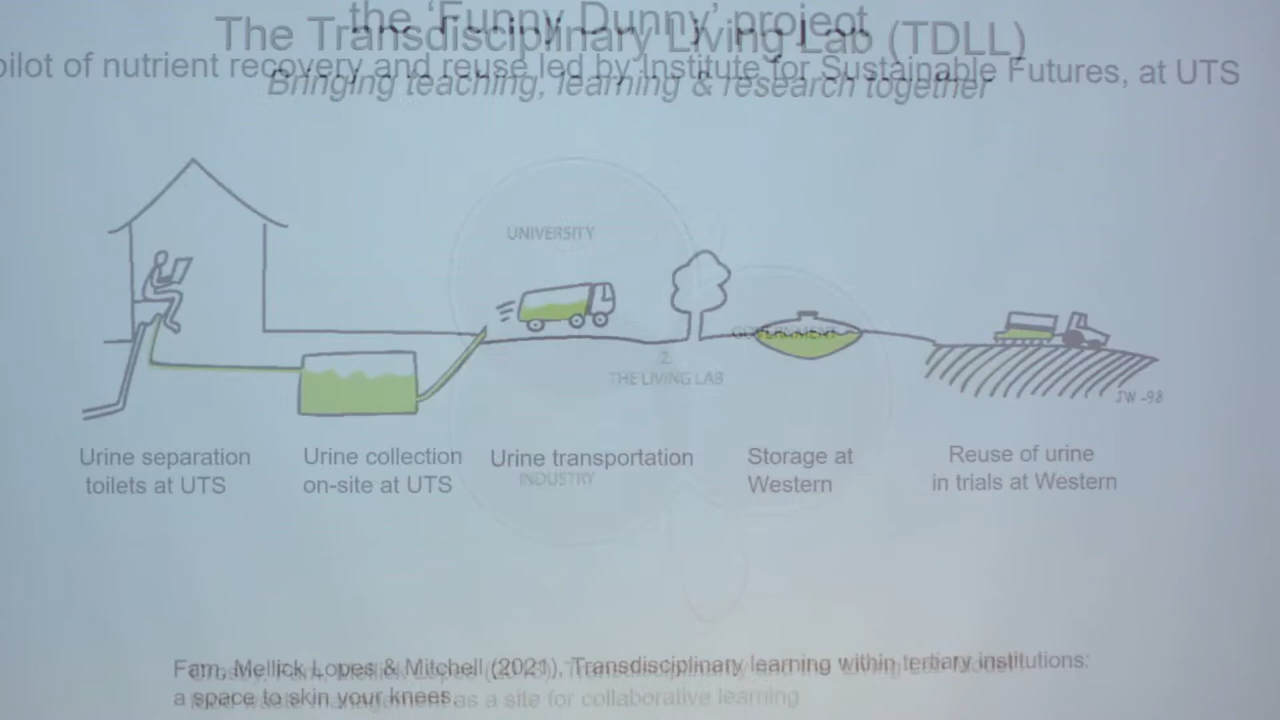 the 'Funny Dunny' project
The Transdisciplinary Living Lab (TDLL)
pilot of nutrient recovery and reuse led by Institute for Sustainable Futures, at UTS
Bringing teaching, learning & research together
UNIVERSITY
GOVERNMENT
2.
THE LIVING LAB
JW -98
Urine separation
toilets at UTS
Urine collection
on-site at UTS
Urine transportation
INDUSTRY
Storage at
Western
Reuse of urine
in trials at Western
Fam, Mellick Lopes & Mitchell (2021), Transdisciplinary learning within tertiary institutions:
a space to skin your knees.
as a site for collaborative learning